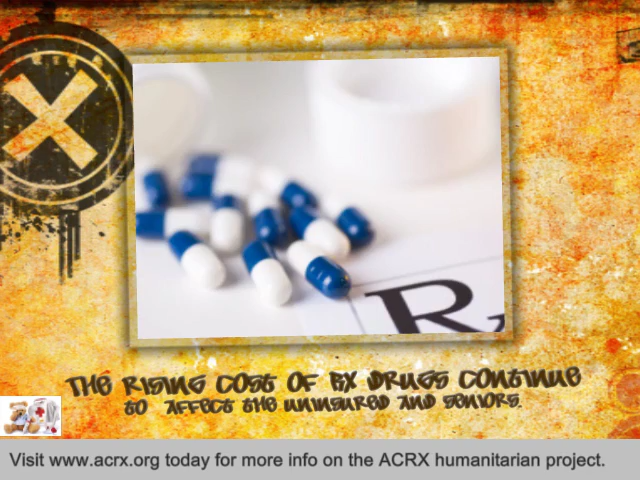 R
THE RISING COST OF RX DRUGS CONTINUE
TO AFFECT THE UNINSURED AND SENIORS.
Visit www.acrx.org today for more info on the ACRX humanitarian project.